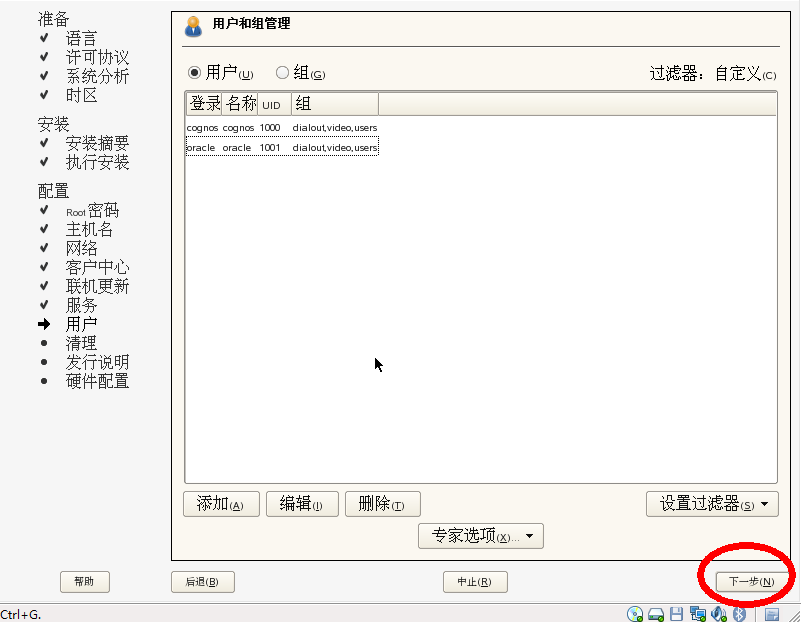 准备
语言
许可协议
系统分析
时区
安装
安装摘要
执行安装
配置
Root密码
主机名
网络
客户中心
联机更新
服务
用户
清理
发行说明
硬件配置
用户和组管理
用户(U) 组(G) 过滤器：自定义(C)
登录 名称 UID 组
cognos cognos 1000 dialout,video,users
oracle oracle 1001 dialout,video,users
添加(A) 编辑(I) 删除(T) 设置过滤器(S)
专家选项(X)...
帮助 后退(B) 中止(R) 下一步(N)
Ctrl+G.